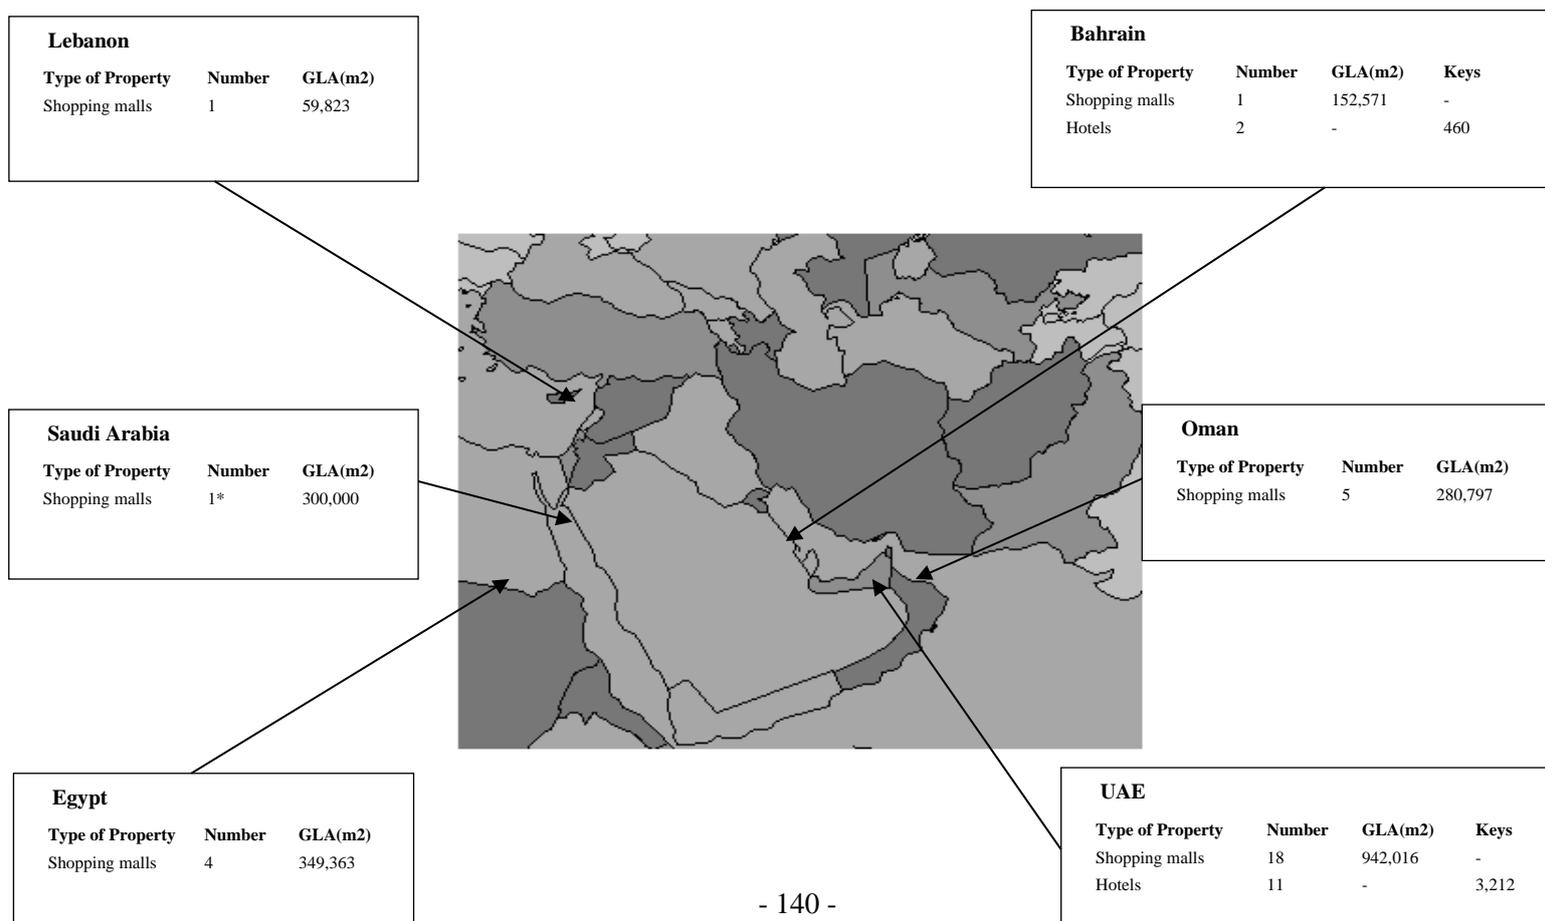 Lebanon
Type of Property Number GLA(m2)
Shopping malls 1 59,823
Bahrain
Type of Property Number GLA(m2) Keys
Shopping malls 1 152,571 -
Hotels 2 - 460
Saudi Arabia
Type of Property Number GLA(m2)
Shopping malls 1* 300,000
Oman
Type of Property Number GLA(m2)
Shopping malls 5 280,797
Egypt
Type of Property Number GLA(m2)
Shopping malls 4 349,363
UAE
Type of Property Number GLA(m2) Keys
Shopping malls 18 942,016 -
Hotels 11 - 3,212
- 140 -